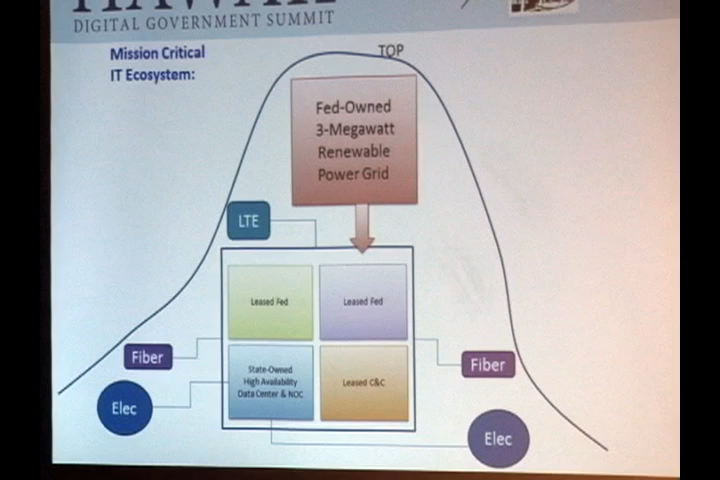 DIGITAL GOVERNMENT SUMMIT
Mission Critical
IT Ecosystem:
TOP
Fed-Owned
3-Megawatt
Renewable
Power Grid
LTE
Leased Fed
Leased Fed
Fiber
Fiber
State-Owned
High Availability
Data Center & NOC
Leased C&C
Elec
Elec